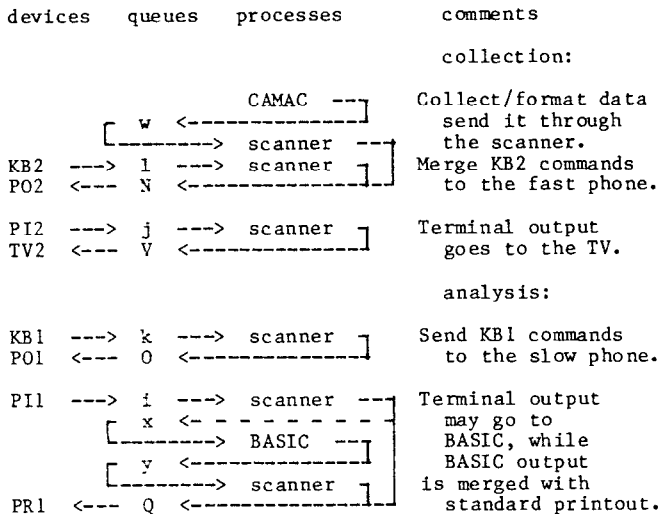 devices queues processes comments
collection:
CAMAC ---┐ Collect/format data
┌ w <---------------┘ send it through
└---------> scanner ---┐ the scanner.
KB2 ---> l ---> scanner ┐ Merge KB2 commands
PO2 <--- N <---------------┘ to the fast phone.
PI2 ---> j ---> scanner ┐ Terminal output
TV2 <--- V <---------------┘ goes to the TV.
analysis:
KB1 ---> k ---> scanner ┐ Send KB1 commands
PO1 <--- O <---------------┘ to the slow phone.
PI1 ---> i ---> scanner ---┐ Terminal output
┌ x <- - - - - - - - - may go to
└---------> BASIC ---┐ BASIC, while
┌ y <---------------┘ BASIC output
└---------> scanner ┐ is merged with
PR1 <--- Q <---------------┘ standard printout.